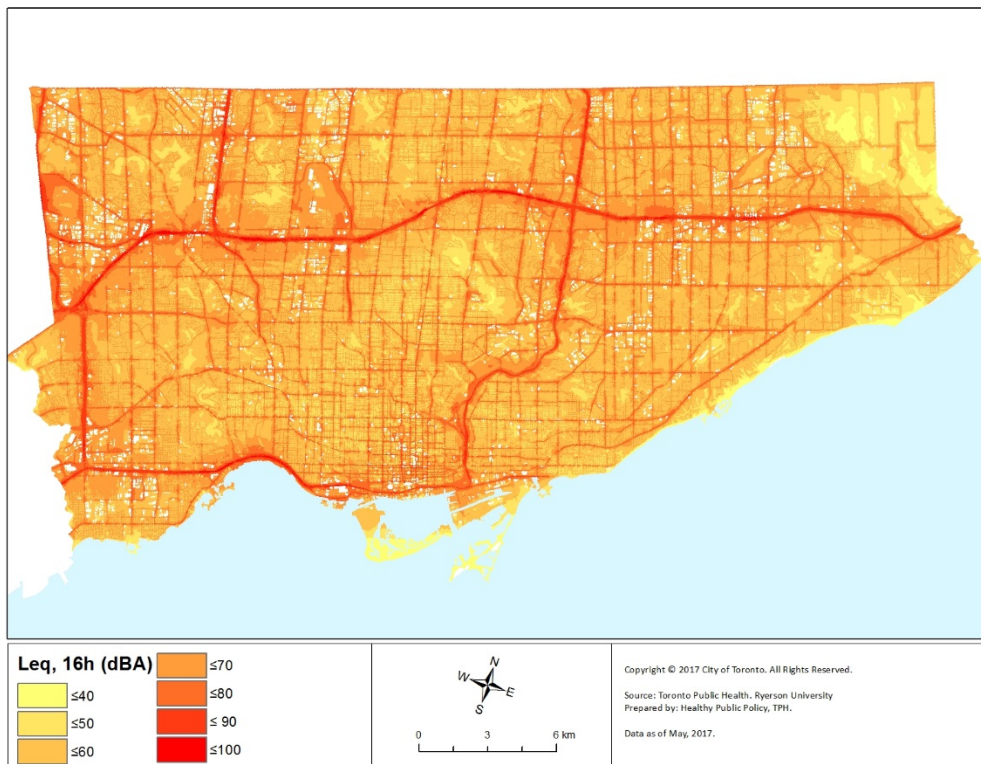 Leq, 16h (dBA)
≤40
≤50
≤60
≤70
≤80
≤ 90
≤100
N
W
E
S
0 3 6 km
Copyright © 2017 City of Toronto. All Rights Reserved.
Source: Toronto Public Health. Ryerson University
Prepared by: Healthy Public Policy, TPH.
Data as of May, 2017.